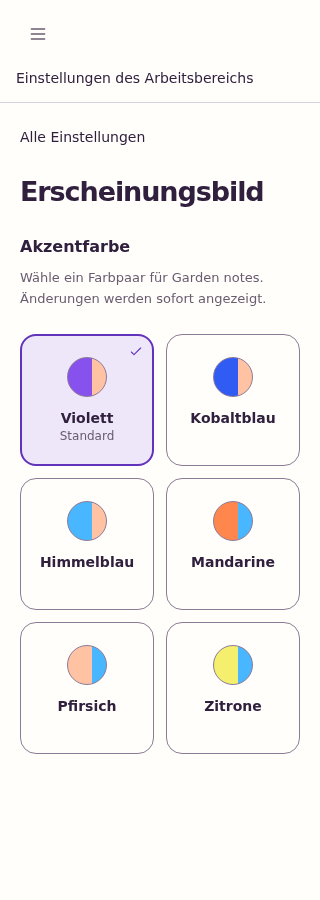 Einstellungen des Arbeitsbereichs
Alle Einstellungen
Erscheinungsbild
Akzentfarbe
Wähle ein Farbpaar für Garden notes.
Änderungen werden sofort angezeigt.
Violett
Standard
Kobaltblau
Himmelblau
Mandarine
Pfirsich
Zitrone